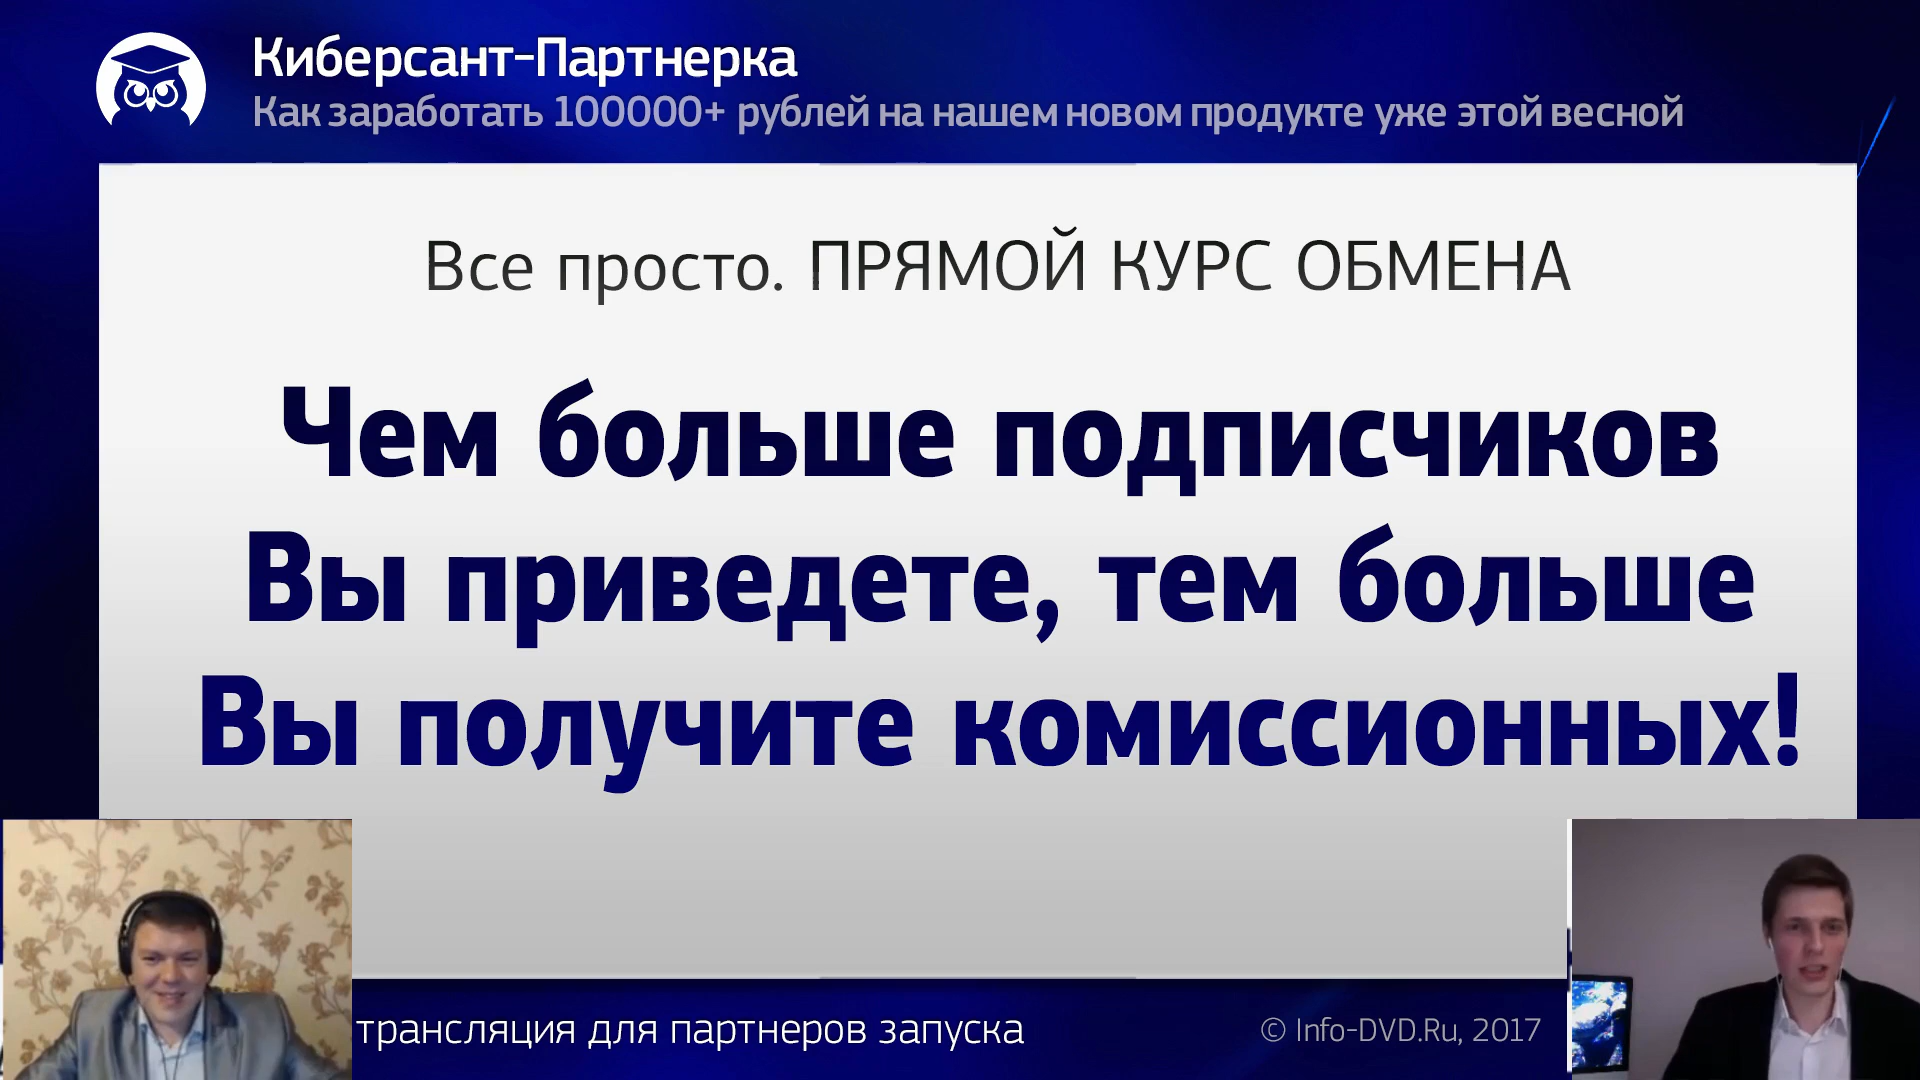 Киберсант-Партнерка
Как заработать 100000+ рублей на нашем новом продукте уже этой весной
Все просто. ПРЯМОЙ КУРС ОБМЕНА
Чем больше подписчиков
Вы приведете, тем больше
Вы получите комиссионных!
трансляция для партнеров запуска
© Info-DVD.Ru, 2017